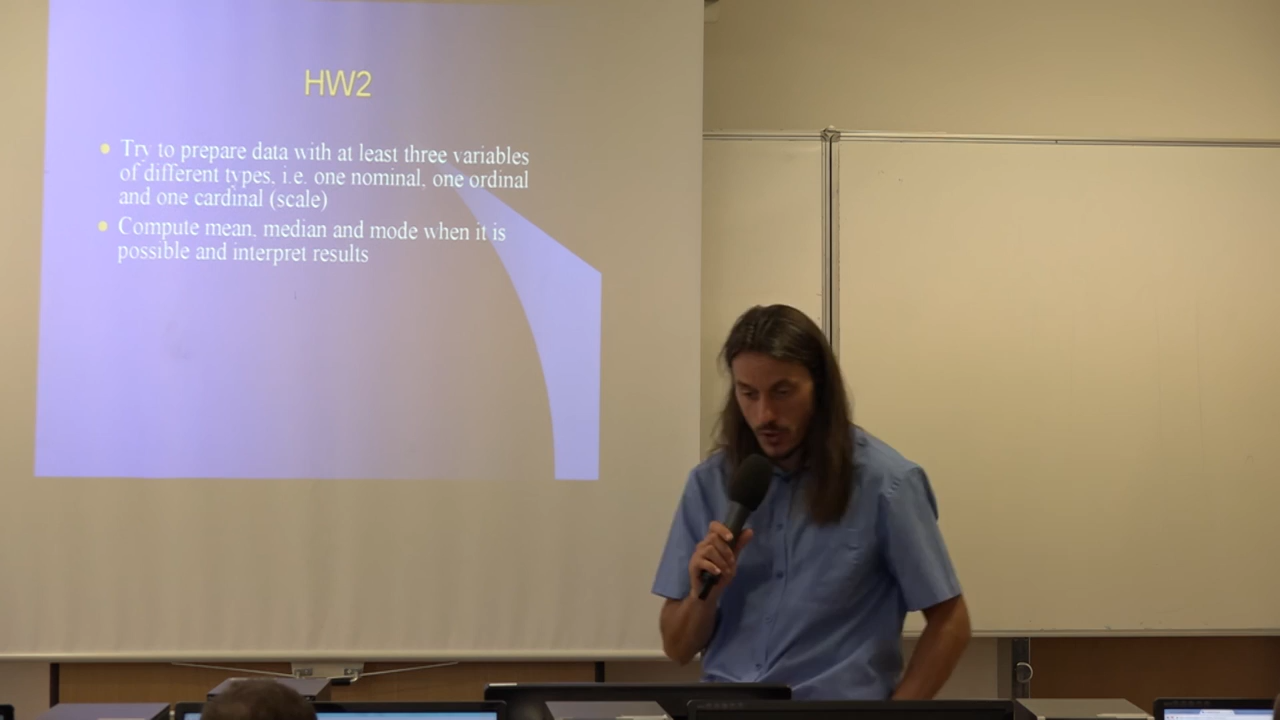 HW2
Try to prepare data with at least three variables
of different types, i.e. one nominal, one ordinal
and one cardinal (scale)
Compute mean, median and mode when it is
possible and interpret results